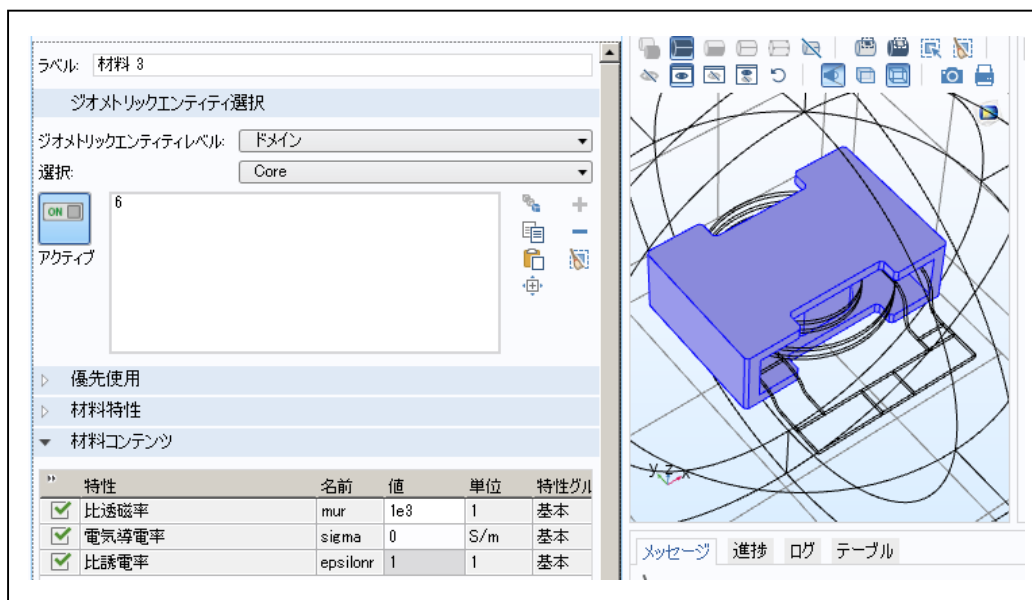 ラベル: 材料 3
ジオメトリックエンティティ選択
ジオメトリックエンティティレベル: ドメイン
選択: Core
ON
6
アクティブ
優先使用
材料特性
材料コンテンツ
特性 名前 値 単位 特性グル
比透磁率 mur 1e3 1 基本
電気導電率 sigma 0 S/m 基本
比誘電率 epsilonr 1 1 基本
y z x
メッセージ 進捗 ログ テーブル